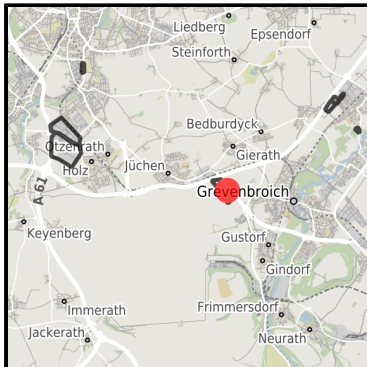 Liedberg
Epsendorf
Steinforth
Bedburdyck
Otzenrath
Gierath
Holz
Jüchen
A 61
Grevenbroich
Keyenberg
Gustorf
Gindorf
Immerath
Frimmersdorf
Jackerath
Neurath